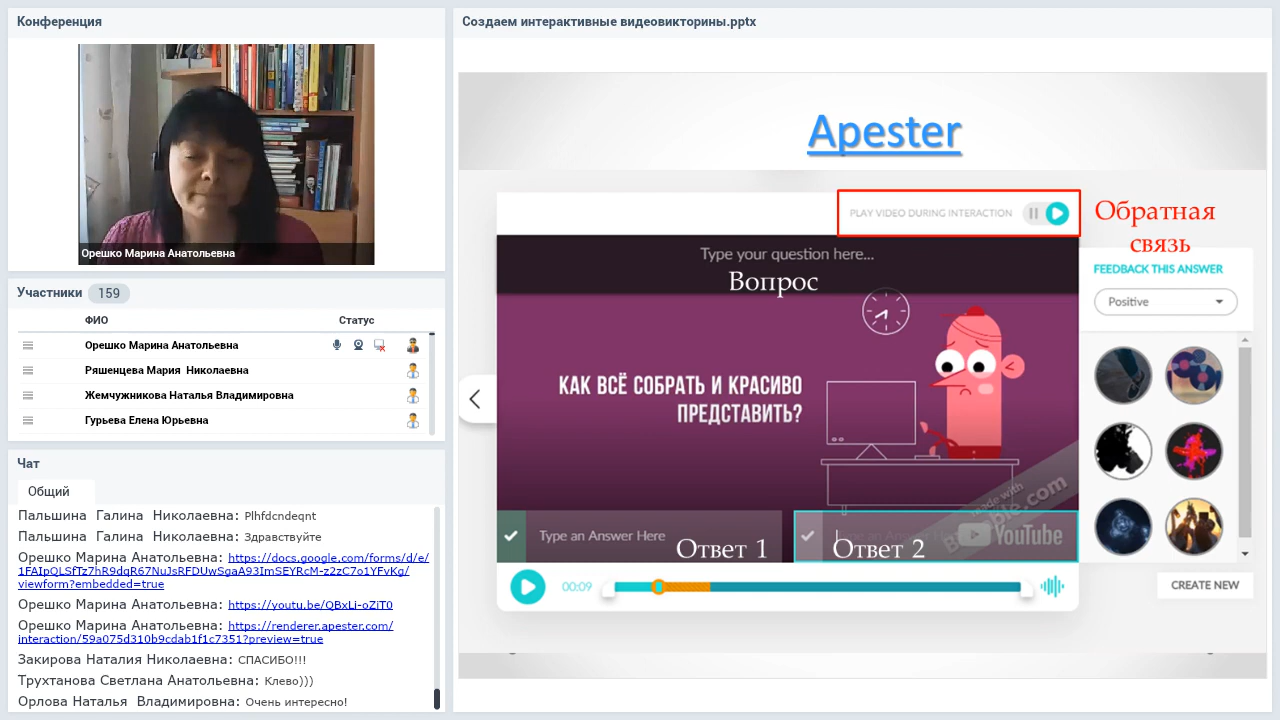 Конференция
Орешко Марина Анатольевна
Участники 159
ФИО Статус
Орешко Марина Анатольевна
Ряшенцева Мария Николаевна
Жемчужникова Наталья Владимировна
Гурьева Елена Юрьевна
Чат
Общий
Пальшина Галина Николаевна: Plhfdcndeqnt
Пальшина Галина Николаевна: Здравствуйте
Орешко Марина Анатольевна: https://docs.google.com/forms/d/e/
1FAIpQLSfTz7hR9dqR67NuJsRFDUwSgaA93ImSEYRcM-z2zC7o1YFvKg/
viewform?embedded=true
Орешко Марина Анатольевна: https://youtu.be/QBxLi-oZiT0
Орешко Марина Анатольевна: https://renderer.apester.com/
interaction/59a075d310b9cdab1f1c7351?preview=true
Закирова Наталия Николаевна: СПАСИБО!!!
Трухтанова Светлана Анатольевна: Клево)))
Орлова Наталья Владимировна: Очень интересно!
Создаем интерактивные видеовикторины.pptx
Apester
PLAY VIDEO DURING INTERACTION
Обратная
связь
Type your question here...
Вопрос
FEEDBACK THIS ANSWER
Positive
КАК ВСЁ СОБРАТЬ И КРАСИВО
ПРЕДСТАВИТЬ?
made with
YouTube
Type an Answer Here
Ответ 1
Ответ 2
00:09
CREATE NEW